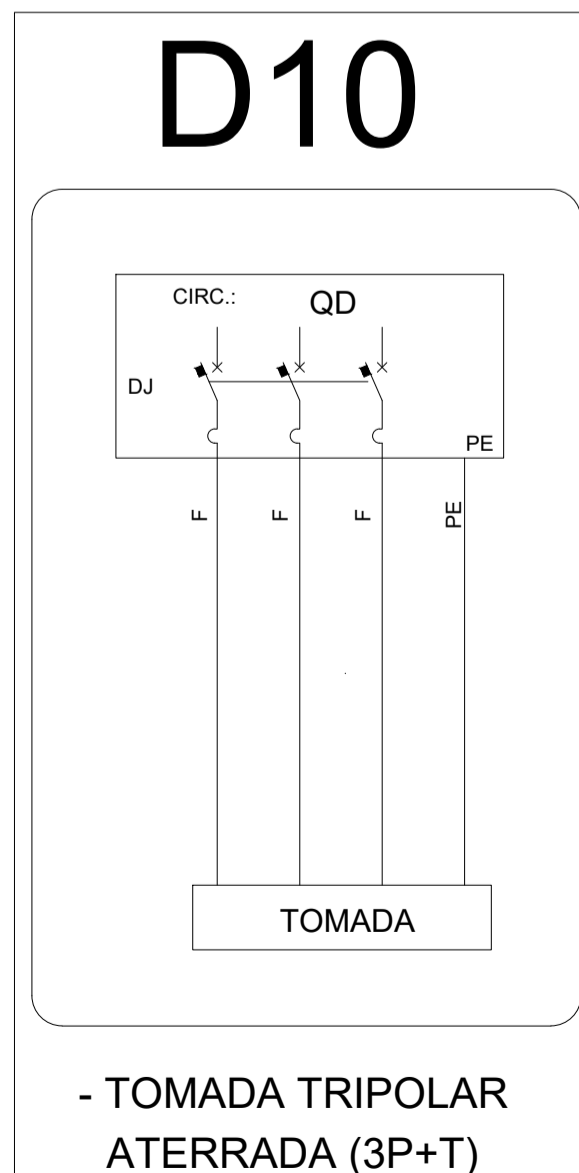 D10
CIRC.: QD
DJ
PE
F F F PE
TOMADA
- TOMADA TRIPOLAR
ATERRADA (3P+T)